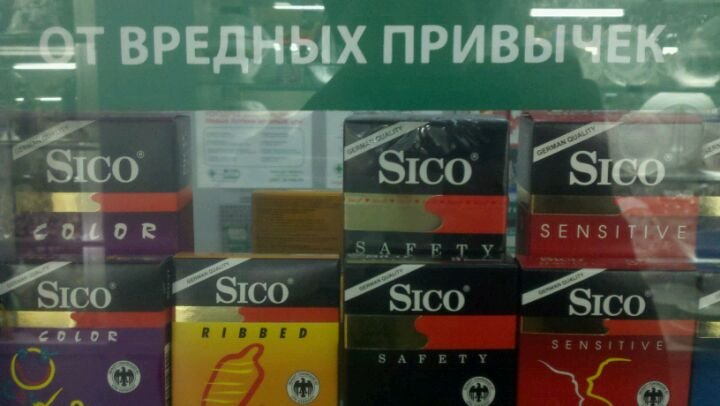 ОТ ВРЕДНЫХ ПРИВЫЧЕК
GERMAN QUALITY
SICO®
COLOR
GERMAN QUALITY
SICO®
SAFETY
GERMAN QUALITY
SICO®
SENSITIVE
GERMAN QUALITY
SICO®
COLOR
GERMAN QUALITY
SICO®
RIBBED
GERMAN QUALITY
SICO®
SAFETY
GERMAN QUALITY
SICO®
SENSITIVE